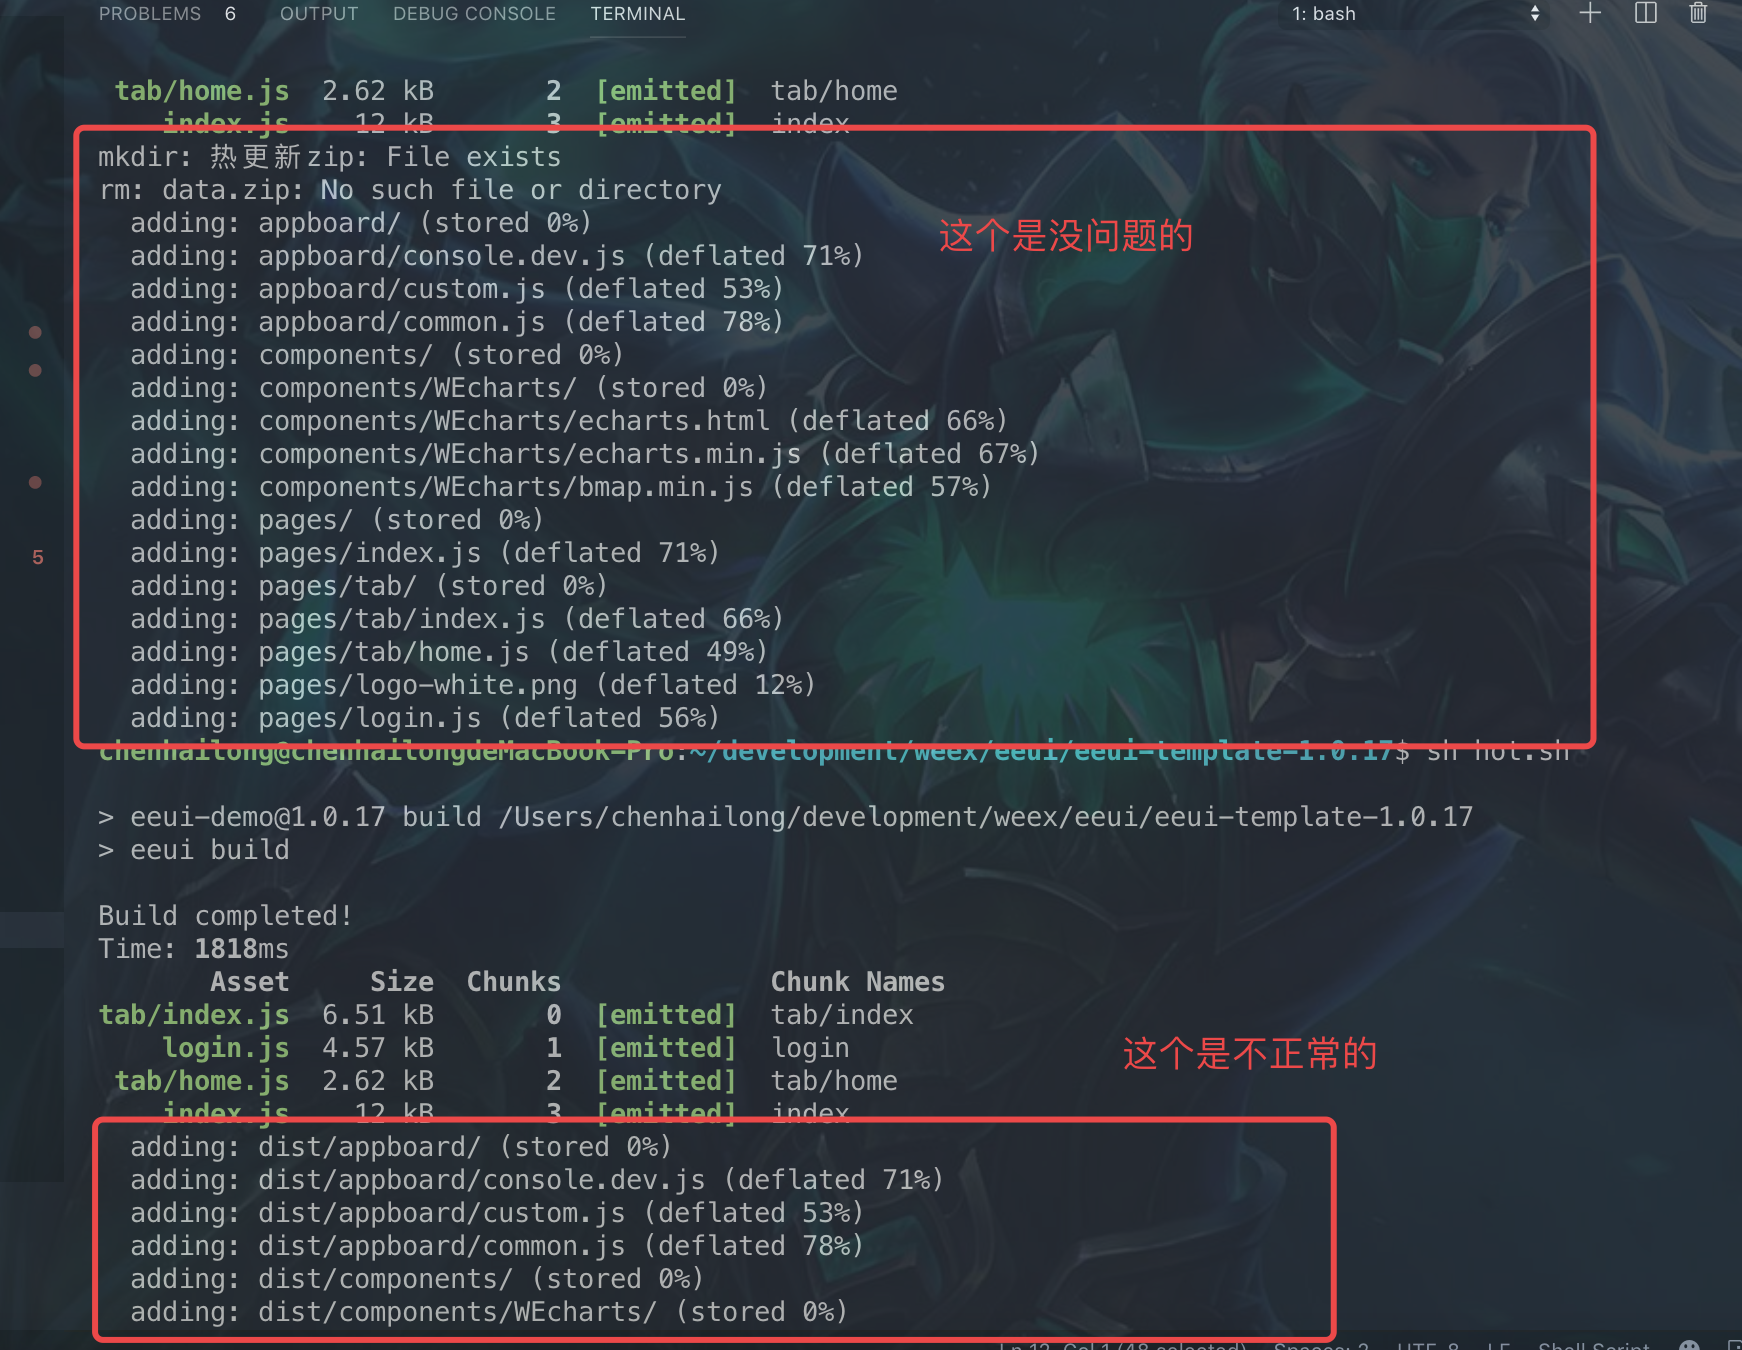 PROBLEMS 6 OUTPUT DEBUG CONSOLE TERMINAL 1: bash
tab/home.js 2.62 kB 2 [emitted] tab/home
index.js 12 kB 3 [emitted] index
mkdir: 热更新zip: File exists
rm: data.zip: No such file or directory
adding: appboard/ (stored 0%)
这个是没问题的
adding: appboard/console.dev.js (deflated 71%)
adding: appboard/custom.js (deflated 53%)
adding: appboard/common.js (deflated 78%)
adding: components/ (stored 0%)
adding: components/WEcharts/ (stored 0%)
adding: components/WEcharts/echarts.html (deflated 66%)
adding: components/WEcharts/echarts.min.js (deflated 67%)
adding: components/WEcharts/bmap.min.js (deflated 57%)
adding: pages/ (stored 0%)
adding: pages/index.js (deflated 71%)
5
adding: pages/tab/ (stored 0%)
adding: pages/tab/index.js (deflated 66%)
adding: pages/tab/home.js (deflated 49%)
adding: pages/logo-white.png (deflated 12%)
adding: pages/login.js (deflated 56%)
chenhailong@chenhailongdeMacBook-Pro:~/development/weex/eeui/eeui-template-1.0.17$ sh hot.sh
> eeui-demo@1.0.17 build /Users/chenhailong/development/weex/eeui/eeui-template-1.0.17
> eeui build
Build completed!
Time: 1818ms
Asset Size Chunks Chunk Names
tab/index.js 6.51 kB 0 [emitted] tab/index
login.js 4.57 kB 1 [emitted] login
这个是不正常的
tab/home.js 2.62 kB 2 [emitted] tab/home
index.js 12 kB 3 [emitted] index
adding: dist/appboard/ (stored 0%)
adding: dist/appboard/console.dev.js (deflated 71%)
adding: dist/appboard/custom.js (deflated 53%)
adding: dist/appboard/common.js (deflated 78%)
adding: dist/components/ (stored 0%)
adding: dist/components/WEcharts/ (stored 0%)
Ln 12, Col 1 (48 selected) Spaces: 2 UTF-8 LF Shell Script